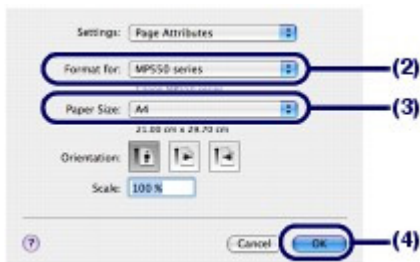 Settings: Page Attributes
Format for: MP550 series (2)
Paper Size: A4 (3)
21.00 cm x 29.70 cm
Orientation:
Scale: 100 %
? Cancel OK (4)